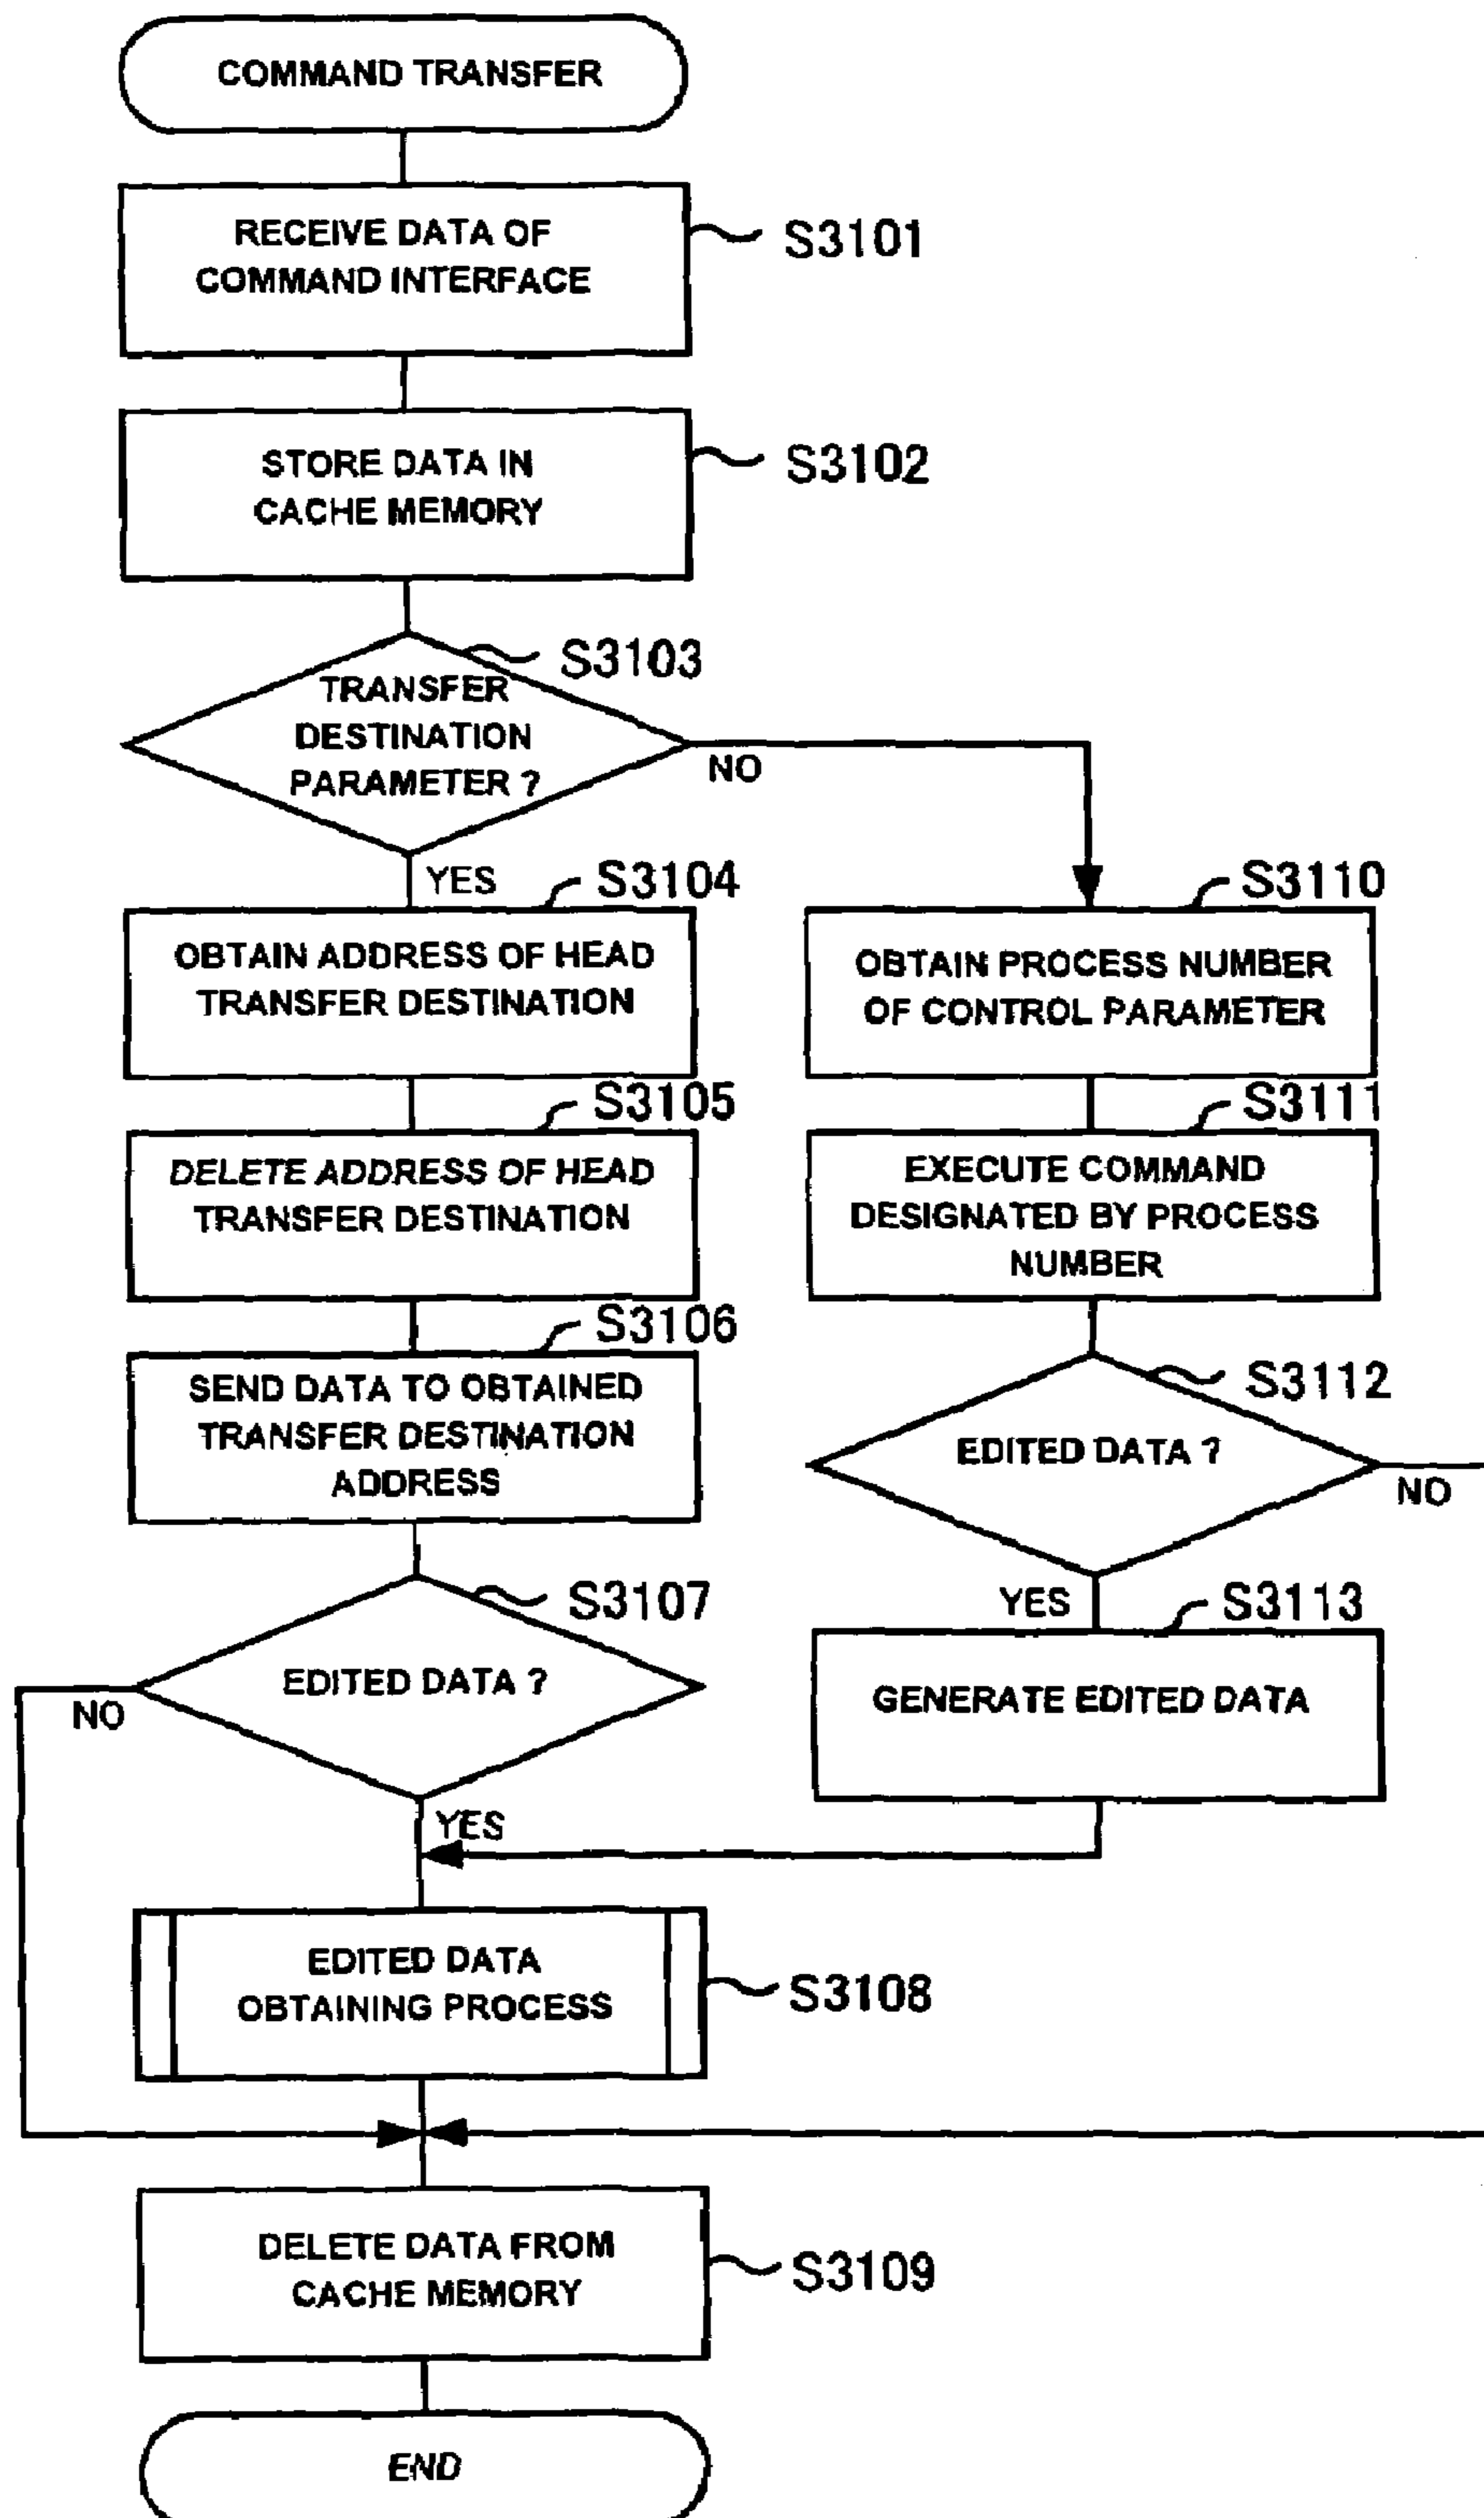 COMMAND TRANSFER
RECEIVE DATA OF
COMMAND INTERFACE
S3101
STORE DATA IN
CACHE MEMORY
S3102
S3103
TRANSFER
DESTINATION
PARAMETER ?
NO
YES
S3104
OBTAIN ADDRESS OF HEAD
TRANSFER DESTINATION
S3105
DELETE ADDRESS OF HEAD
TRANSFER DESTINATION
S3106
SEND DATA TO OBTAINED
TRANSFER DESTINATION
ADDRESS
S3107
EDITED DATA ?
NO
YES
S3110
OBTAIN PROCESS NUMBER
OF CONTROL PARAMETER
S3111
EXECUTE COMMAND
DESIGNATED BY PROCESS
NUMBER
S3112
EDITED DATA ?
NO
YES
S3113
GENERATE EDITED DATA
EDITED DATA
OBTAINING PROCESS
S3108
DELETE DATA FROM
CACHE MEMORY
S3109
END